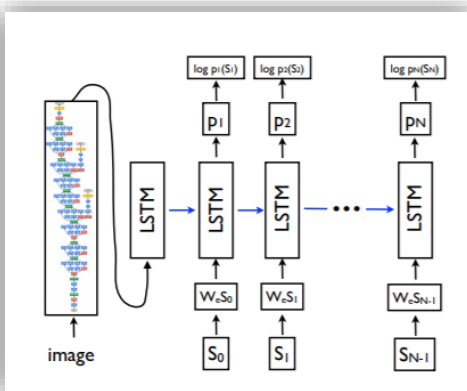 log p1(S1) log p2(S2) log pN(SN)
p1 p2 pN
LSTM LSTM LSTM ••• LSTM
WeS0 WeS1 WeSN-1
image S0 S1 SN-1